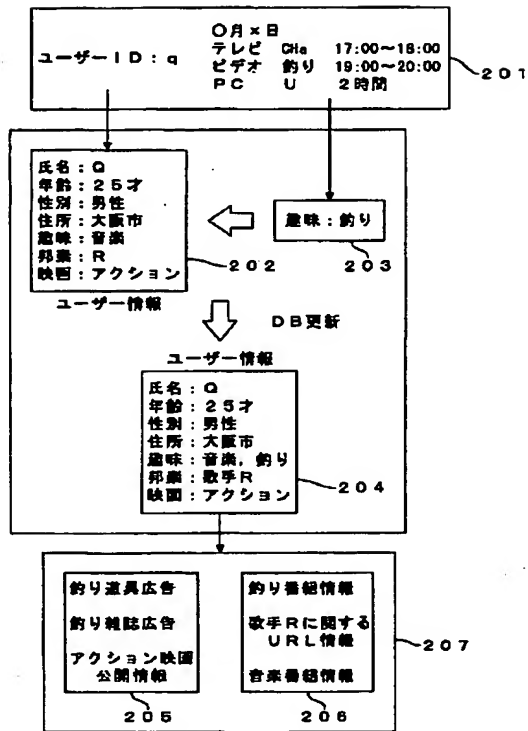 ユーザーID:q
〇月×日
テレビ CHa 17:00~18:00
ビデオ 釣り 19:00~20:00
PC U 2時間
201
氏名:Q
年齢:25才
性別:男性
住所:大阪市
趣味:音楽
邦楽:R
映画:アクション
202
ユーザー情報
趣味:釣り
203
DB更新
ユーザー情報
氏名:Q
年齢:25才
性別:男性
住所:大阪市
趣味:音楽,釣り
邦楽:歌手R
映画:アクション
204
釣り道具広告
釣り雑誌広告
アクション映画
公開情報
205
釣り番組情報
歌手Rに関する
URL情報
音楽番組情報
206
207